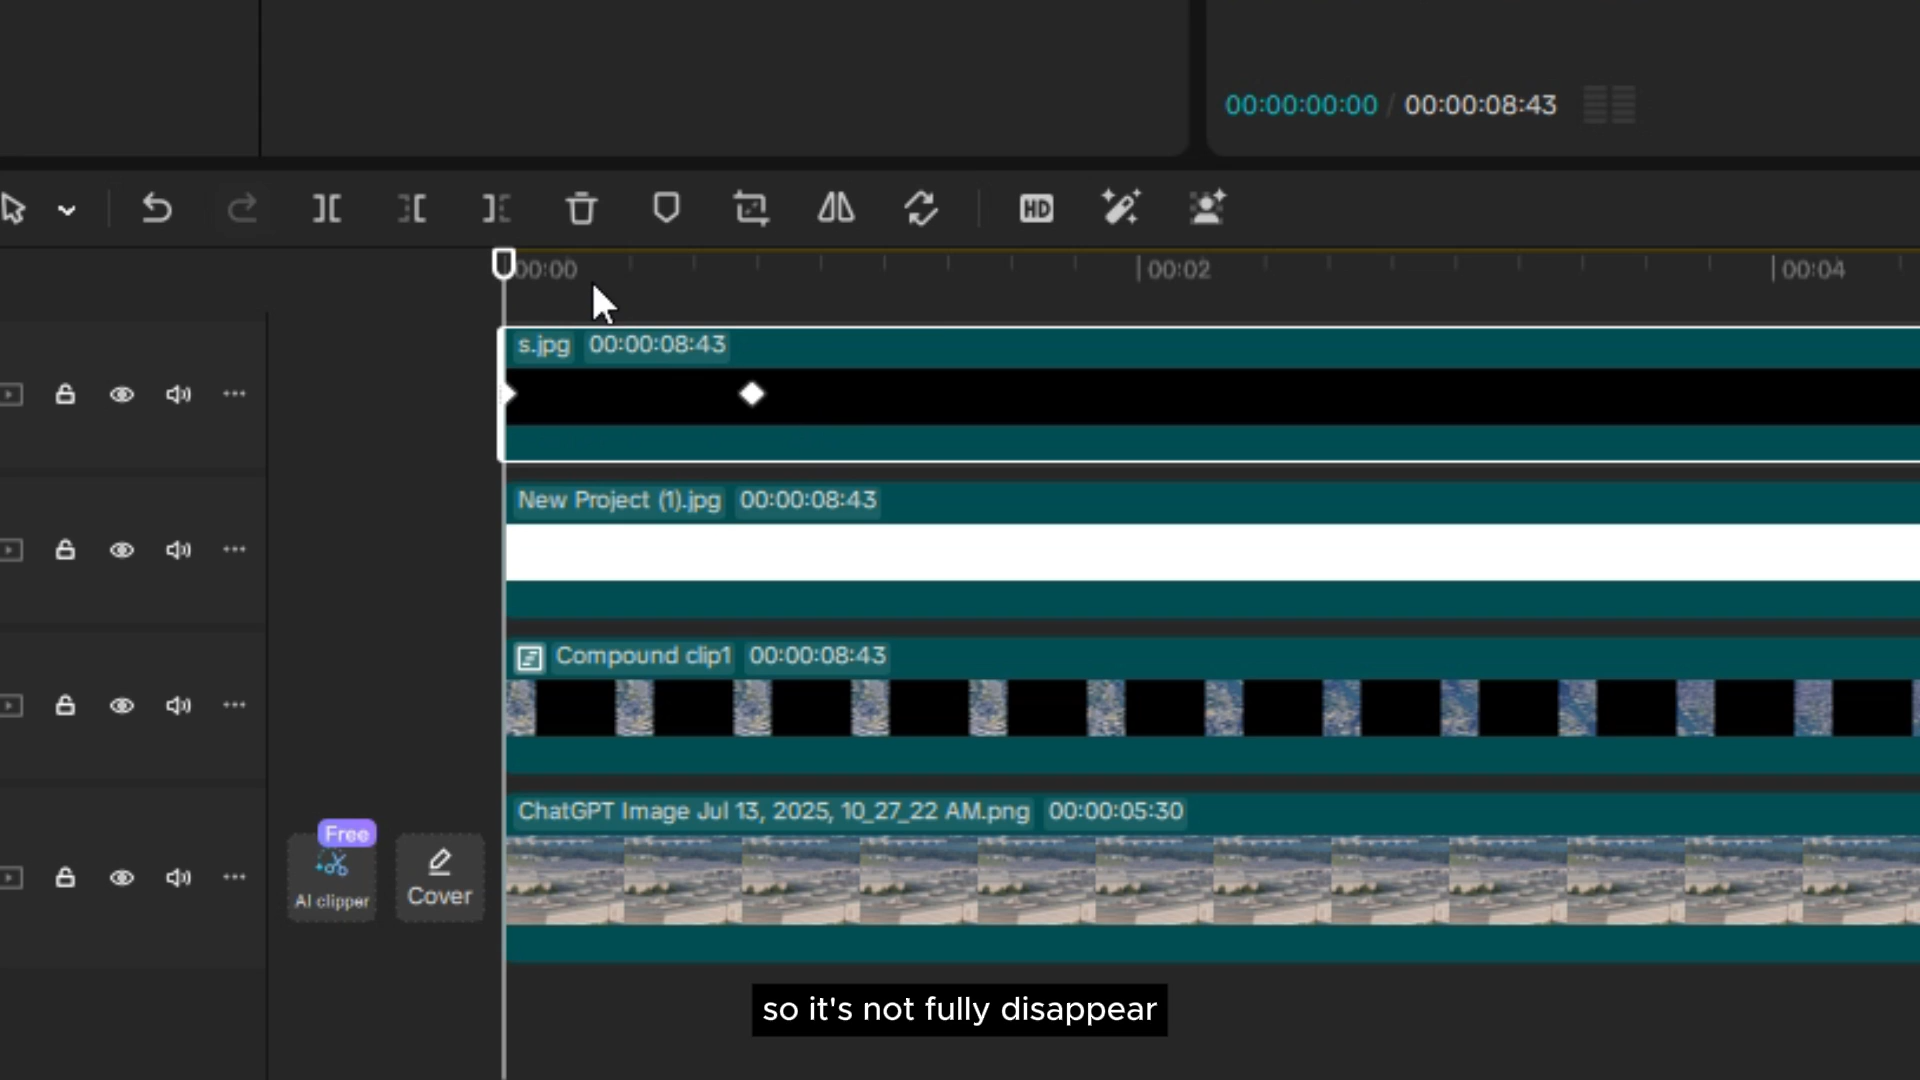 00:00:00:00 / 00:00:08:43
HD
00:00 00:02 00:04
s.jpg 00:00:08:43
New Project (1).jpg 00:00:08:43
Compound clip1 00:00:08:43
ChatGPT Image Jul 13, 2025, 10_27_22 AM.png 00:00:05:30
Free
AI clipper
Cover
so it's not fully disappear